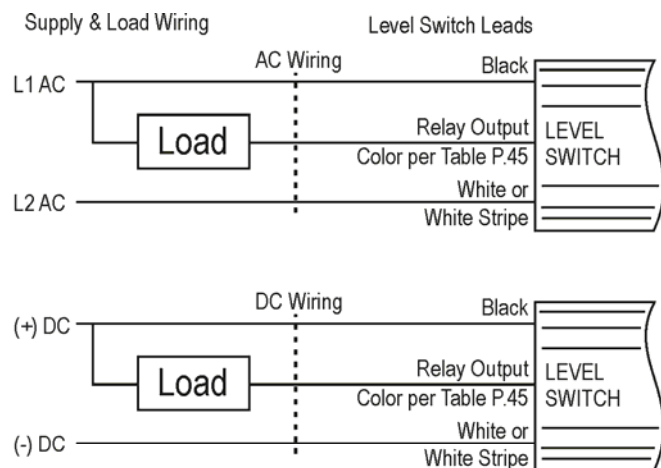 Supply & Load Wiring
Level Switch Leads
AC Wiring
Black
L1 AC
Load
Relay Output
Color per Table P.45
LEVEL
SWITCH
L2 AC
White or
White Stripe
DC Wiring
Black
(+) DC
Load
Relay Output
Color per Table P.45
LEVEL
SWITCH
(-) DC
White or
White Stripe